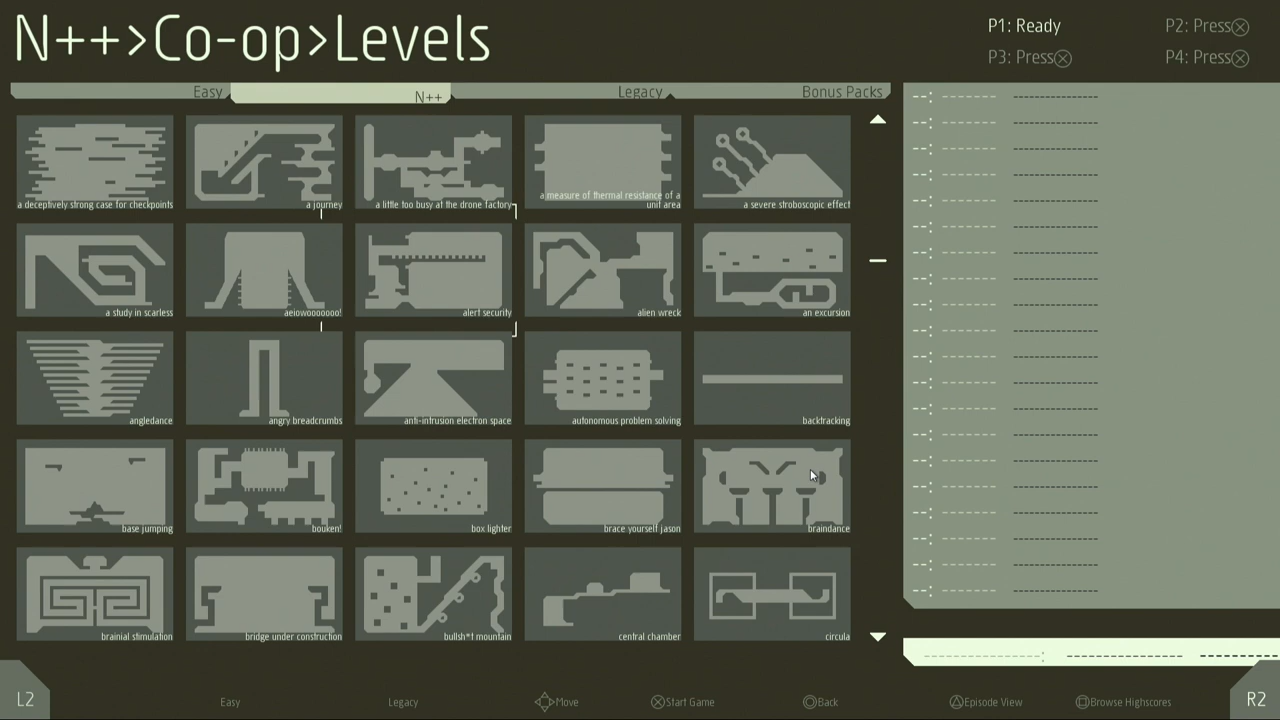 N++>Co-op>Levels
P1: Ready
P2: Press
P3: Press
P4: Press
Easy
N++
Legacy
Bonus Packs
a deceptively strong case for checkpoints
a journey
a little too busy at the drone factory
a measure of thermal resistance of a
unit area
a severe stroboscopic effect
a study in scarless
aeiowooooooo!
alert security
alien wreck
an excursion
angledance
angry breadcrumbs
anti-intrusion electron space
autonomous problem solving
backtracking
base jumping
bouken!
box lighter
brace yourself jason
braindance
brainial stimulation
bridge under construction
bullsh*t mountain
central chamber
circula
L2
Easy
Legacy
Move
Start Game
Back
Episode View
Browse Highscores
R2